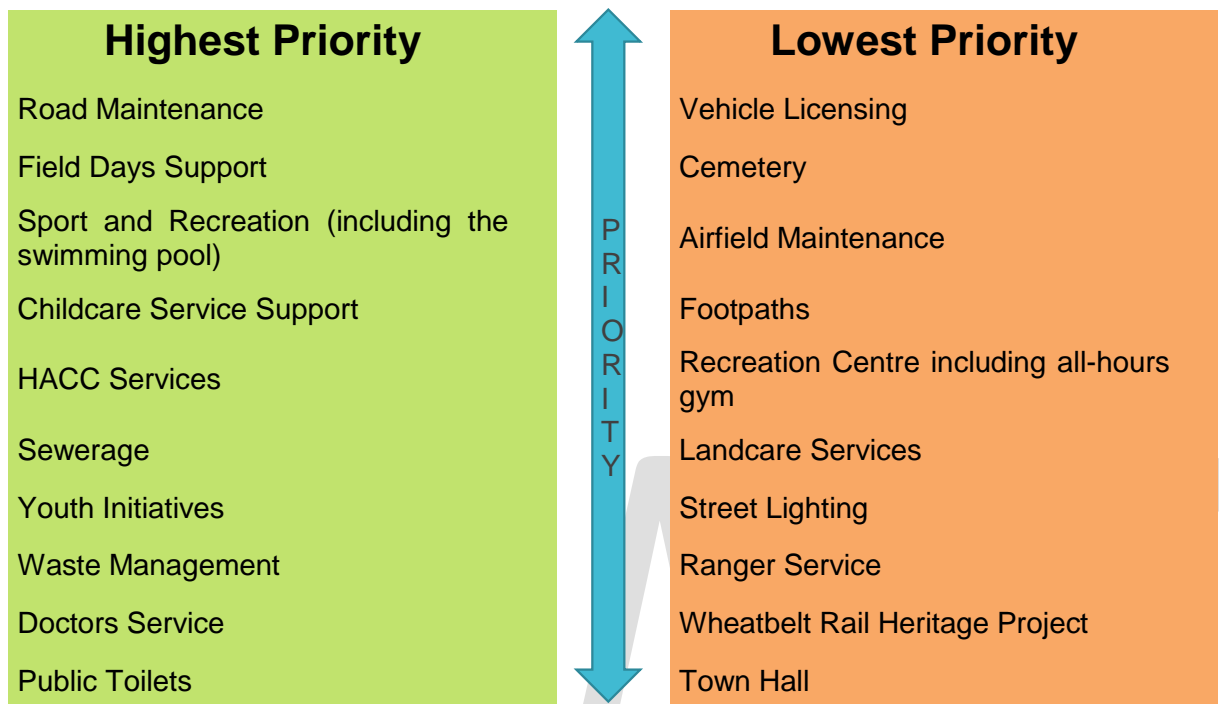 Highest Priority
Road Maintenance
Field Days Support
Sport and Recreation (including the
swimming pool)
Childcare Service Support
HACC Services
Sewerage
Youth Initiatives
Waste Management
Doctors Service
Public Toilets
PRIORITY
Lowest Priority
Vehicle Licensing
Cemetery
Airfield Maintenance
Footpaths
Recreation Centre including all-hours
gym
Landcare Services
Street Lighting
Ranger Service
Wheatbelt Rail Heritage Project
Town Hall